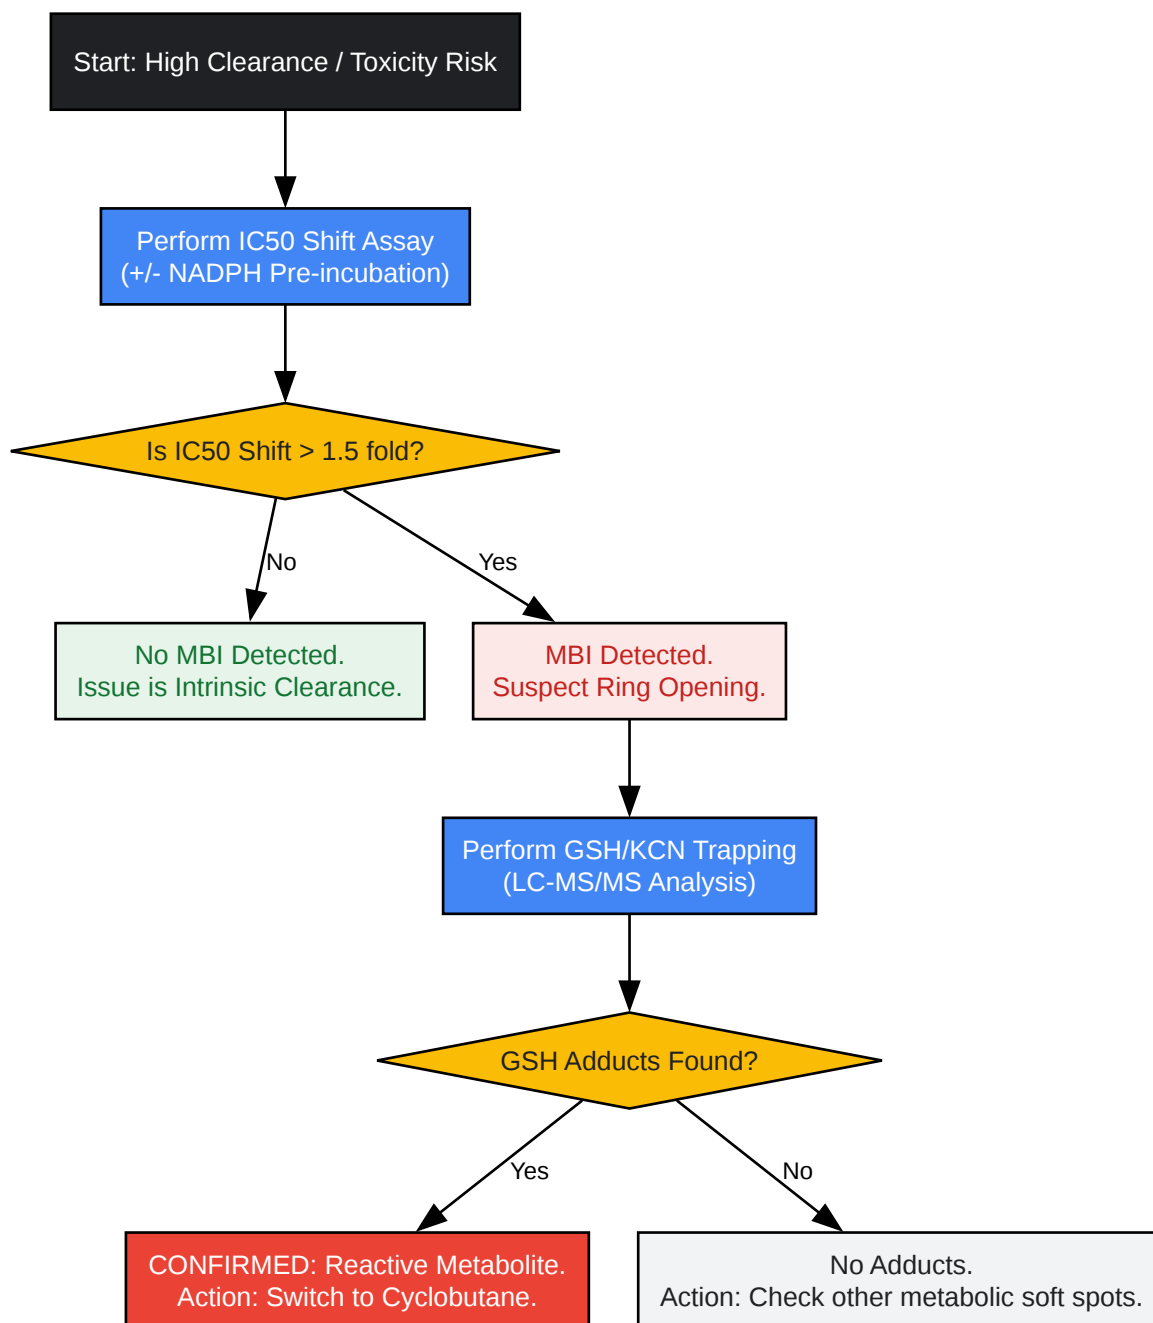 Start: High Clearance / Toxicity Risk
Perform IC50 Shift Assay
(+/- NADPH Pre-incubation)
Is IC50 Shift > 1.5 fold?
No
Yes
No MBI Detected.
Issue is Intrinsic Clearance.
MBI Detected.
Suspect Ring Opening.
Perform GSH/KCN Trapping
(LC-MS/MS Analysis)
GSH Adducts Found?
Yes
No
CONFIRMED: Reactive Metabolite.
Action: Switch to Cyclobutane.
No Adducts.
Action: Check other metabolic soft spots.